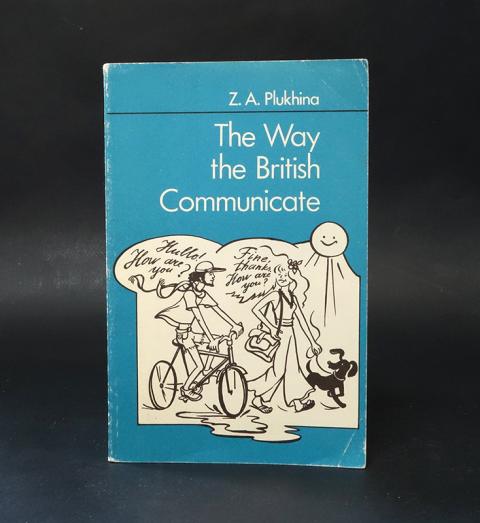 Z. A. Plukhina
The Way
the British
Communicate
Hullo!
How are
you?
Fine,
thanks.
How are
you?